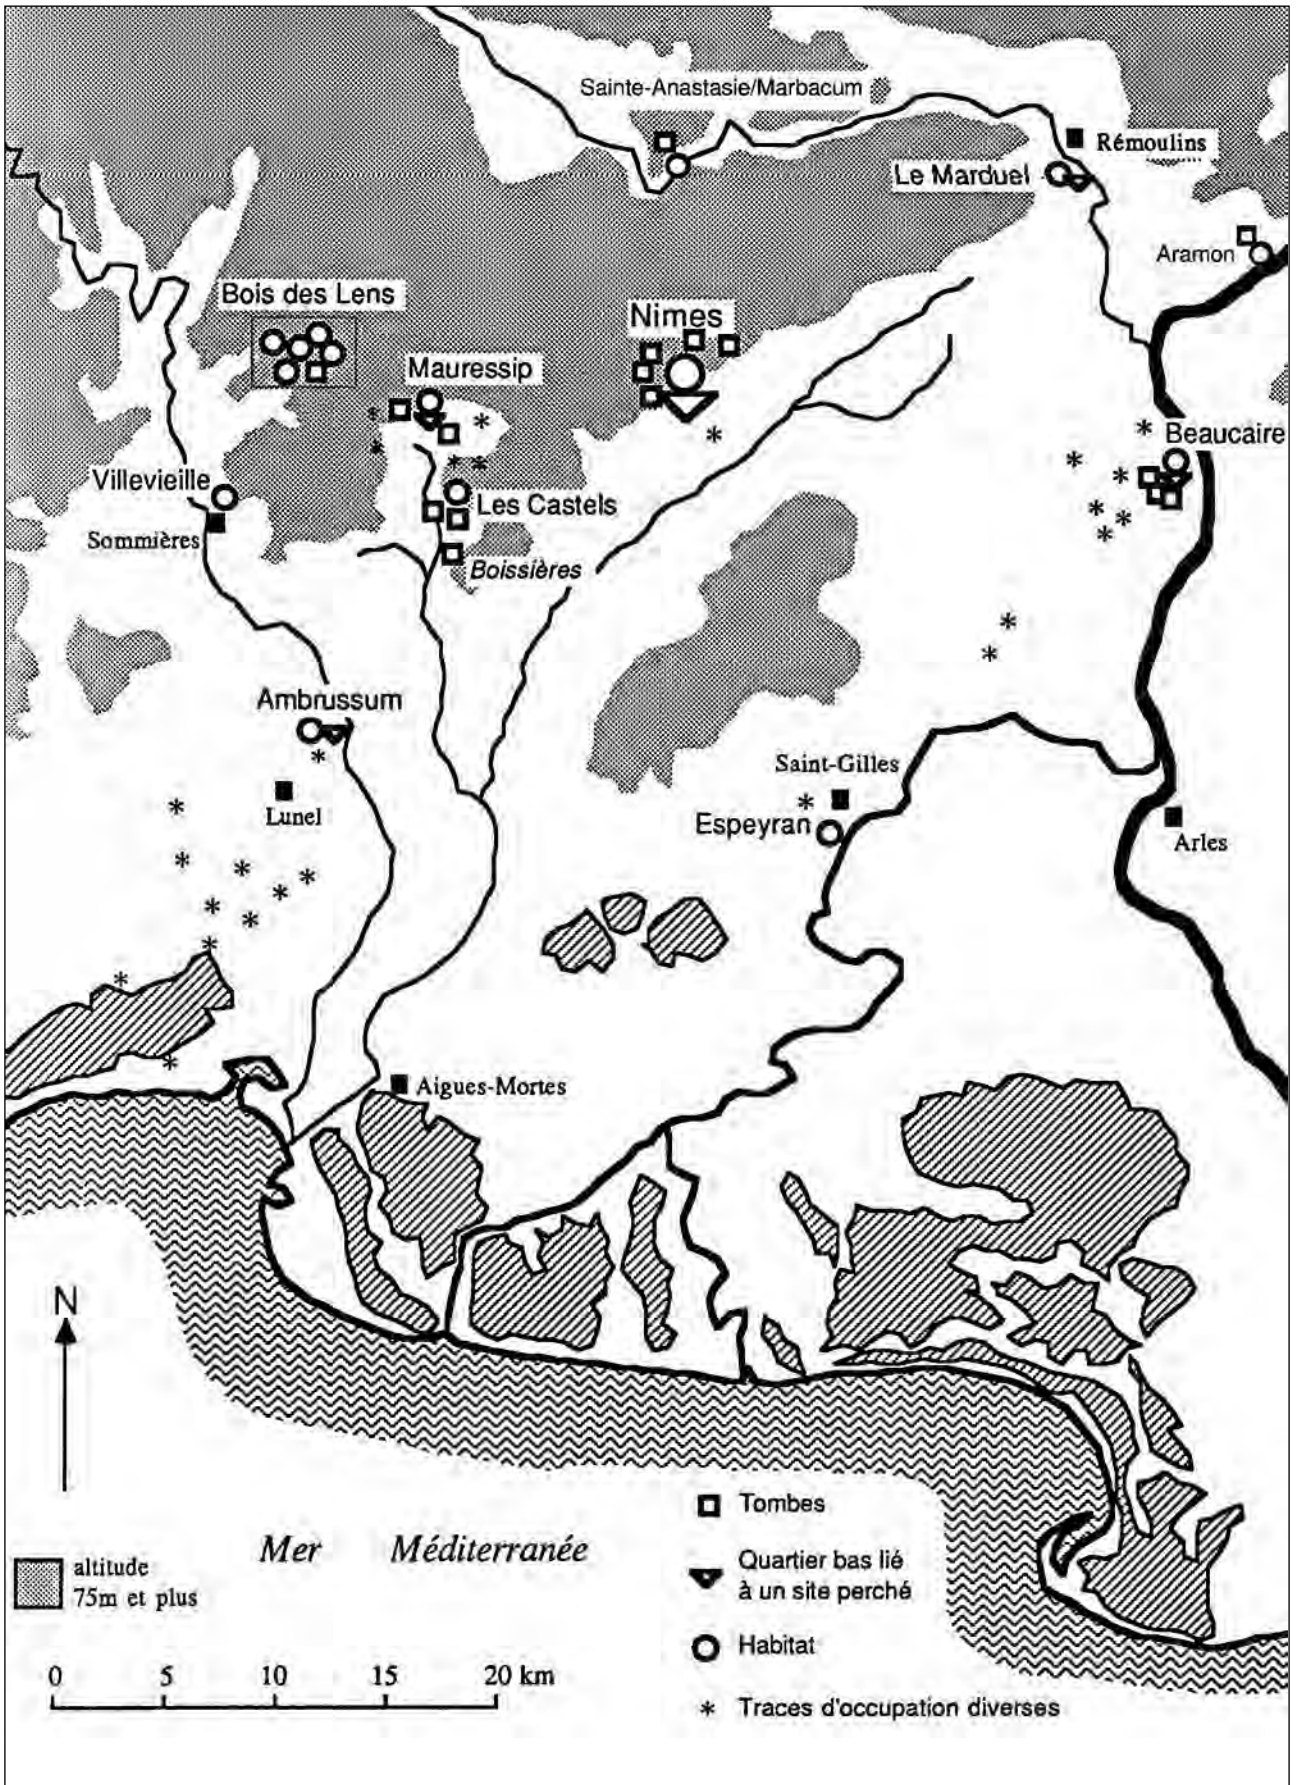 Sainte-Anastasie/Marbacum
Rémoulins
Le Marduel
Aramon
Bois des Lens
Nimes
Mauressip
Beaucaire
Villevieille
Les Castels
Sommières
Boissières
Ambrussum
Saint-Gilles
Lunel
Espeyran
Arles
Aigues-Mortes
N
Mer Méditerranée
altitude
75m et plus
0 5 10 15 20 km
Tombes
Quartier bas lié
à un site perché
Habitat
Traces d'occupation diverses